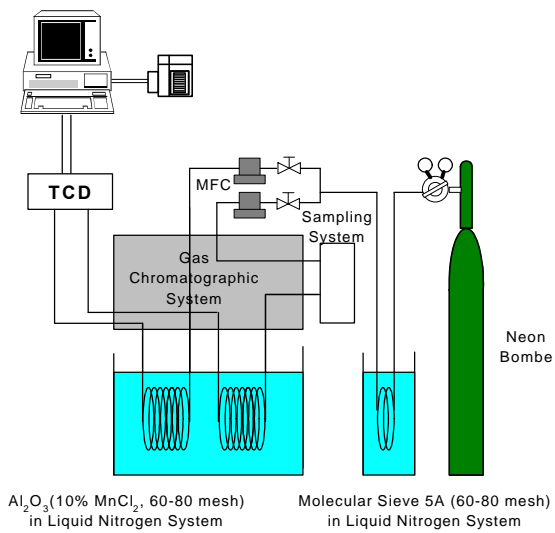 TCD
MFC
Sampling
System
Gas
Chromatographic
System
Neon
Bombe
Al₂O₃(10% MnCl₂, 60-80 mesh)
in Liquid Nitrogen System
Molecular Sieve 5A (60-80 mesh)
in Liquid Nitrogen System